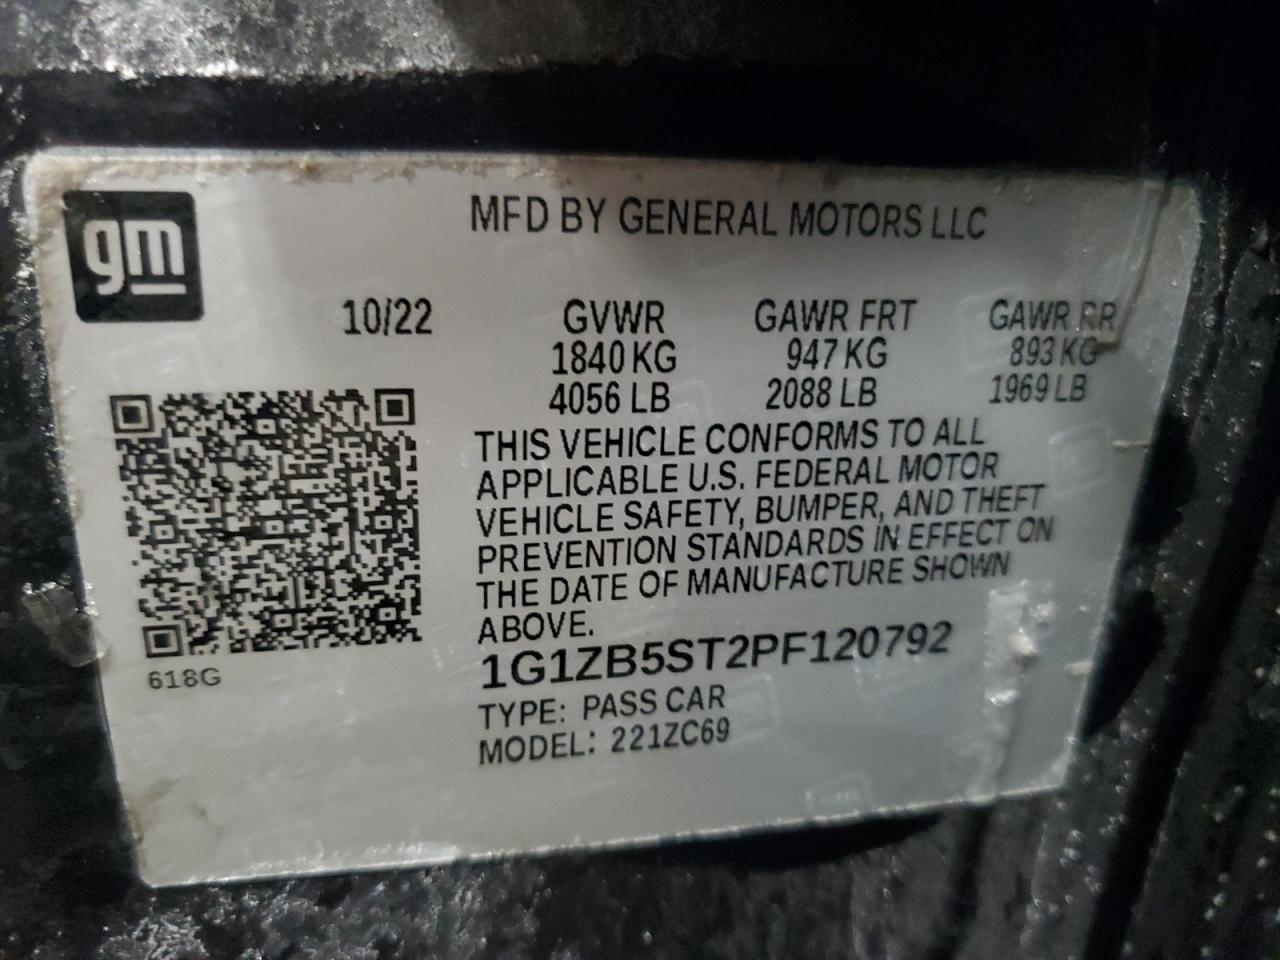 gm
MFD BY GENERAL MOTORS LLC
10/22 GVWR GAWR FRT GAWR RR
1840 KG 947 KG 893 KG
4056 LB 2088 LB 1969 LB
THIS VEHICLE CONFORMS TO ALL
APPLICABLE U.S. FEDERAL MOTOR
VEHICLE SAFETY, BUMPER, AND THEFT
PREVENTION STANDARDS IN EFFECT ON
THE DATE OF MANUFACTURE SHOWN
ABOVE.
618G
1G1ZB5ST2PF120792
TYPE: PASS CAR
MODEL: 221ZC69